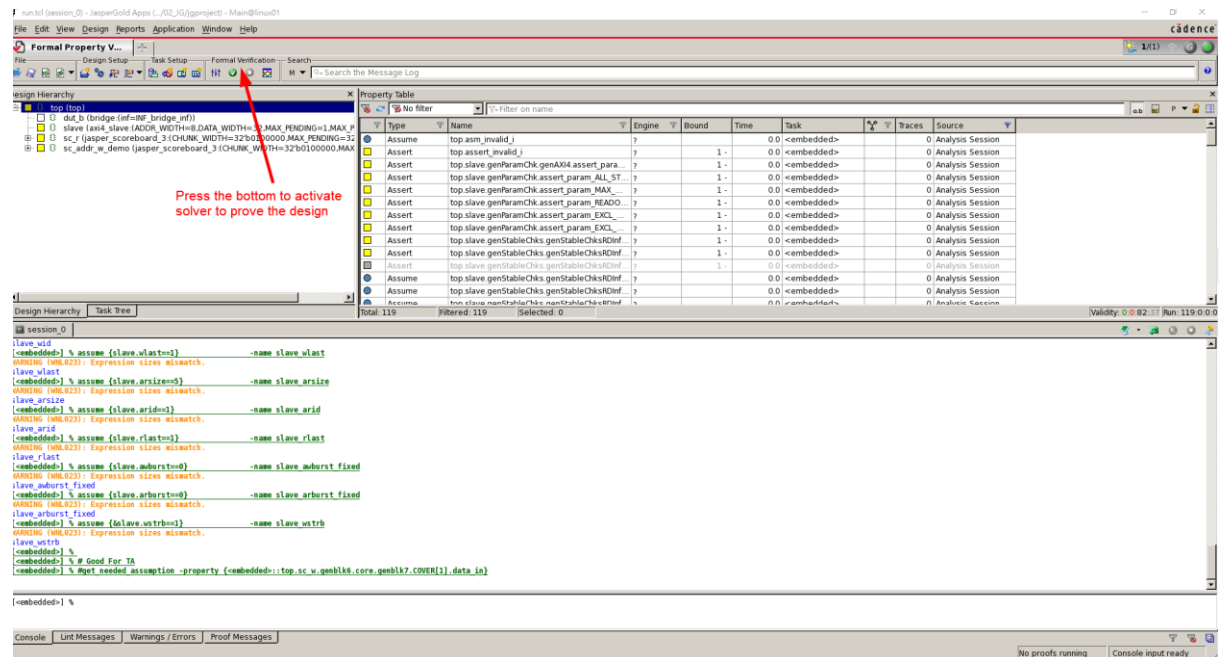 run.tcl (session_0) - JasperGold Apps (.../02_JG/jgproject) - Main@linux01
File Edit View Design Reports Application Window Help
cādence
Formal Property V...
1/(1)
File Design Setup Task Setup Formal Verification Search
Search the Message Log
Design Hierarchy
top (top)
dut_b (bridge:(inf=INF_bridge_inf))
slave (axi4_slave:(ADDR_WIDTH=8,DATA_WIDTH=32,MAX_PENDING=1,MAX_P
sc_r (jasper_scoreboard_3:(CHUNK_WIDTH=32'b0100000,MAX_PENDING=32
sc_addr_w_demo (jasper_scoreboard_3:(CHUNK_WIDTH=32'b0100000,MAX
Press the bottom to activate
solver to prove the design
Design Hierarchy Task Tree
Property Table
No filter Filter on name
Type Name Engine Bound Time Task Traces Source
Assume top.asm_invalid_i ? 0.0 <embedded> 0 Analysis Session
Assert top.assert_invalid_i ? 1 - 0.0 <embedded> 0 Analysis Session
Assert top.slave.genParamChk.genAXI4.assert_para... ? 1 - 0.0 <embedded> 0 Analysis Session
Assert top.slave.genParamChk.assert_param_ALL_ST... ? 1 - 0.0 <embedded> 0 Analysis Session
Assert top.slave.genParamChk.assert_param_MAX_... ? 1 - 0.0 <embedded> 0 Analysis Session
Assert top.slave.genParamChk.assert_param_READO... ? 1 - 0.0 <embedded> 0 Analysis Session
Assert top.slave.genParamChk.assert_param_EXCL_... ? 1 - 0.0 <embedded> 0 Analysis Session
Assert top.slave.genParamChk.assert_param_EXCL_... ? 1 - 0.0 <embedded> 0 Analysis Session
Assert top.slave.genStableChks.genStableChksRDInf... ? 1 - 0.0 <embedded> 0 Analysis Session
Assert top.slave.genStableChks.genStableChksRDInf... ? 1 - 0.0 <embedded> 0 Analysis Session
Assert top.slave.genStableChks.genStableChksRDInf... ? 1 - 0.0 <embedded> 0 Analysis Session
Assume top.slave.genStableChks.genStableChksRDInf... ? 0.0 <embedded> 0 Analysis Session
Assume top.slave.genStableChks.genStableChksRDInf... ? 0.0 <embedded> 0 Analysis Session
Assume top.slave.genStableChks.genStableChksRDInf ? 0.0 <embedded> 0 Analysis Session
Total: 119 Filtered: 119 Selected: 0 Validity: 0:0:82:37 Run: 119:0:0:0
session_0
slave_wid
[<embedded>] % assume {slave.wlast==1} -name slave_wlast
WARNING (WNL023): Expression sizes mismatch.
slave_wlast
[<embedded>] % assume {slave.arsize==5} -name slave_arsize
WARNING (WNL023): Expression sizes mismatch.
slave_arsize
[<embedded>] % assume {slave.arid==1} -name slave_arid
WARNING (WNL023): Expression sizes mismatch.
slave_arid
[<embedded>] % assume {slave.rlast==1} -name slave_rlast
WARNING (WNL023): Expression sizes mismatch.
slave_rlast
[<embedded>] % assume {slave.awburst==0} -name slave_awburst_fixed
WARNING (WNL023): Expression sizes mismatch.
slave_awburst_fixed
[<embedded>] % assume {slave.arburst==0} -name slave_arburst_fixed
WARNING (WNL023): Expression sizes mismatch.
slave_arburst_fixed
[<embedded>] % assume {&slave.wstrb==1} -name slave_wstrb
WARNING (WNL023): Expression sizes mismatch.
slave_wstrb
[<embedded>] %
[<embedded>] % # Good For TA
[<embedded>] % #get_needed_assumption -property {<embedded>::top.sc_w.genblk6.core.genblk7.COVER[1].data_in}
[<embedded>] %
Console Lint Messages Warnings / Errors Proof Messages
No proofs running Console input ready